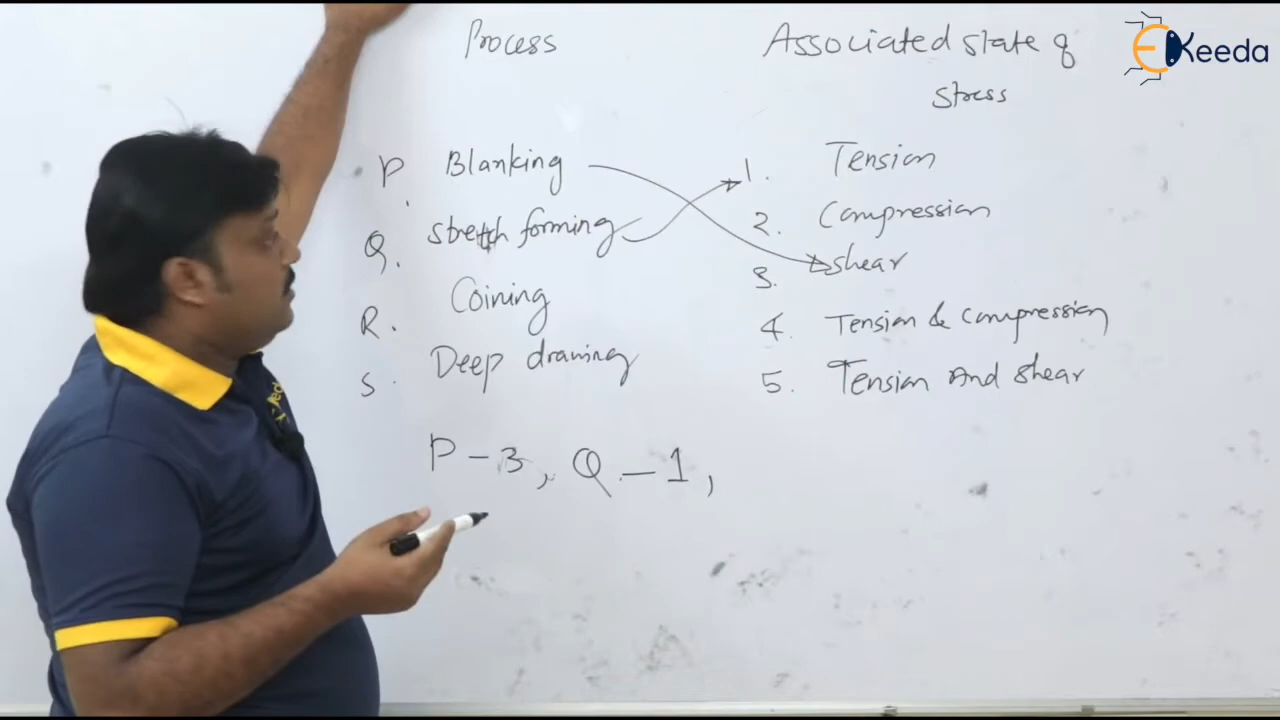 Process
Associated state of
stress
P. Blanking
Q. stretch forming
R. Coining
S. Deep drawing
1. Tension
2. Compression
3. shear
4. Tension & compression
5. Tension And shear
P - 3, Q - 1,
EKeeda